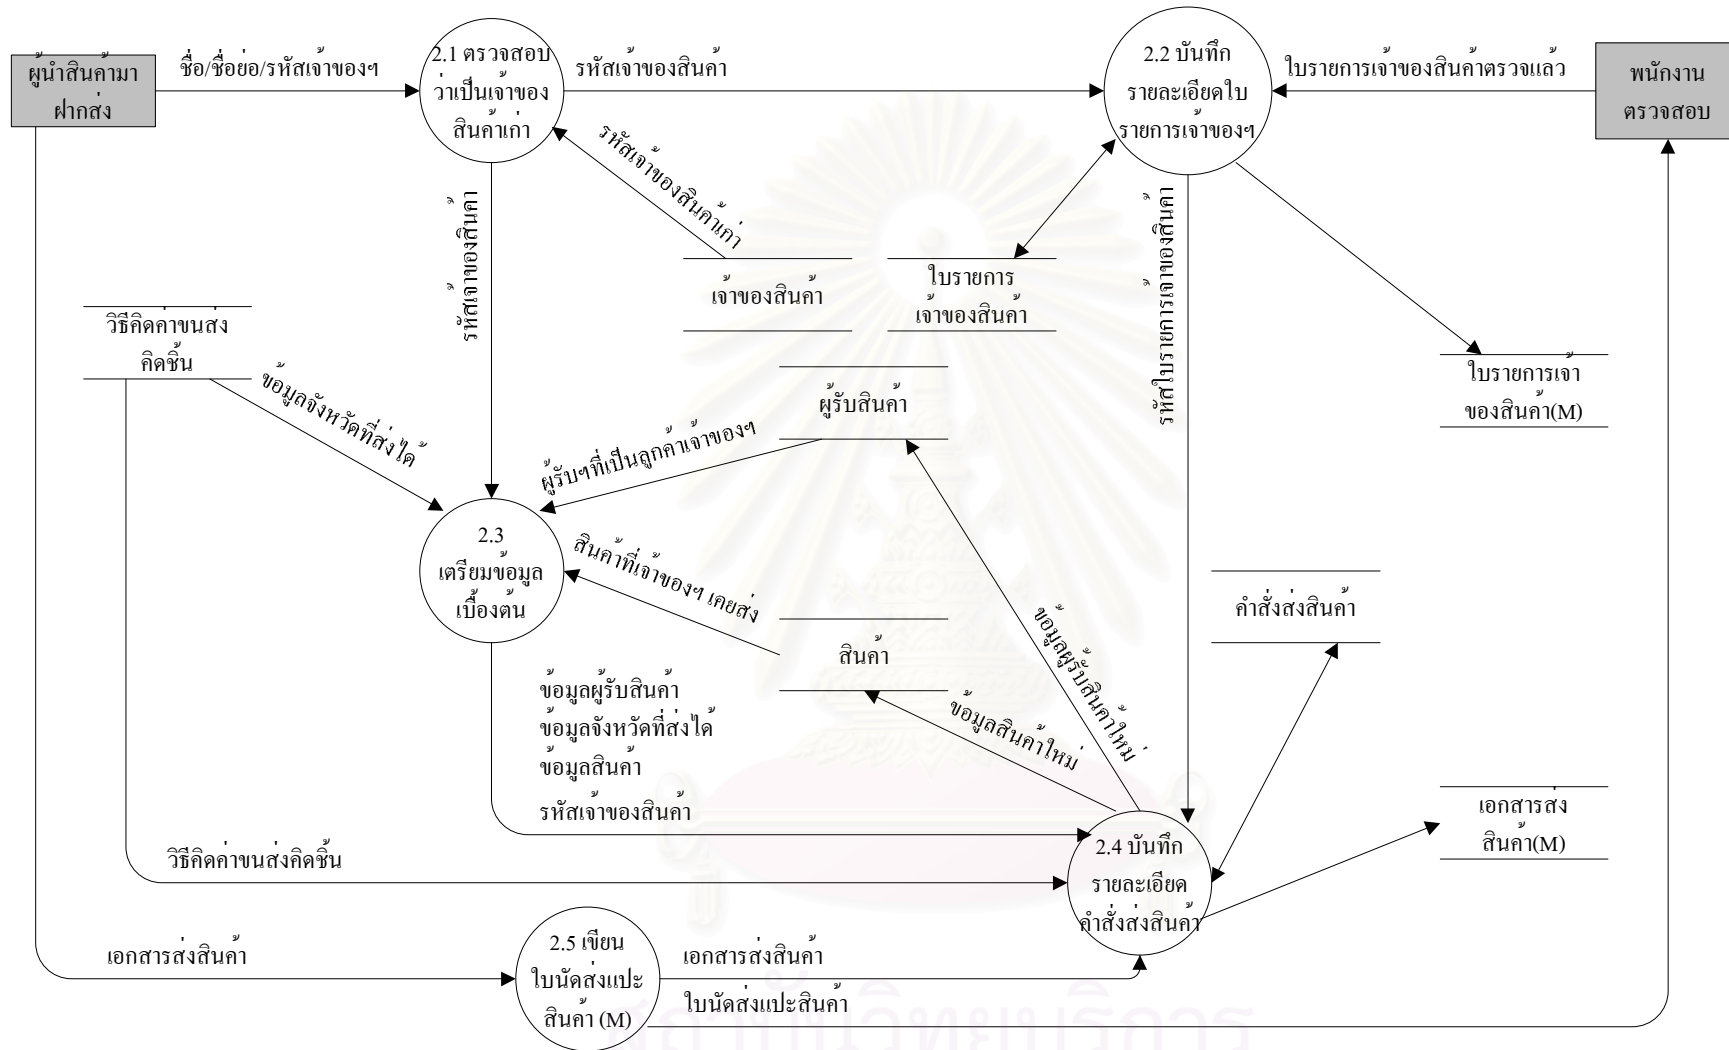 ผู้นำสินค้ามา
ฝากส่ง
ชื่อ/ชื่อย่อ/รหัสเจ้าของฯ
2.1 ตรวจสอบ
ว่าเป็นเจ้าของ
สินค้าเก่า
รหัสเจ้าของสินค้า
2.2 บันทึก
รายละเอียดใบ
รายการเจ้าของฯ
ใบรายการเจ้าของสินค้าตรวจแล้ว
พนักงาน
ตรวจสอบ
รหัสเจ้าของสินค้าเก่า
รหัสเจ้าของสินค้า
รหัสใบรายการเจ้าของสินค้า
เจ้าของสินค้า
ใบรายการ
เจ้าของสินค้า
วิธีคิดค่าขนส่ง
คิดชิ้น
ข้อมูลจังหวัดที่ส่งได้
ผู้รับสินค้า
ใบรายการเจ้า
ของสินค้า(M)
ผู้รับฯที่เป็นลูกค้าเจ้าของฯ
2.3
เตรียมข้อมูล
เบื้องต้น
สินค้าที่เจ้าของฯ เคยส่ง
สินค้า
คำสั่งส่งสินค้า
ข้อมูลผู้รับสินค้าใหม่
ข้อมูลสินค้าใหม่
ข้อมูลผู้รับสินค้า
ข้อมูลจังหวัดที่ส่งได้
ข้อมูลสินค้า
รหัสเจ้าของสินค้า
เอกสารส่ง
สินค้า(M)
2.4 บันทึก
รายละเอียด
คำสั่งส่งสินค้า
วิธีคิดค่าขนส่งคิดชิ้น
เอกสารส่งสินค้า
2.5 เขียน
ใบนัดส่งแปะ
สินค้า (M)
เอกสารส่งสินค้า
ใบนัดส่งแปะสินค้า
สถาบันวิทยบริการ